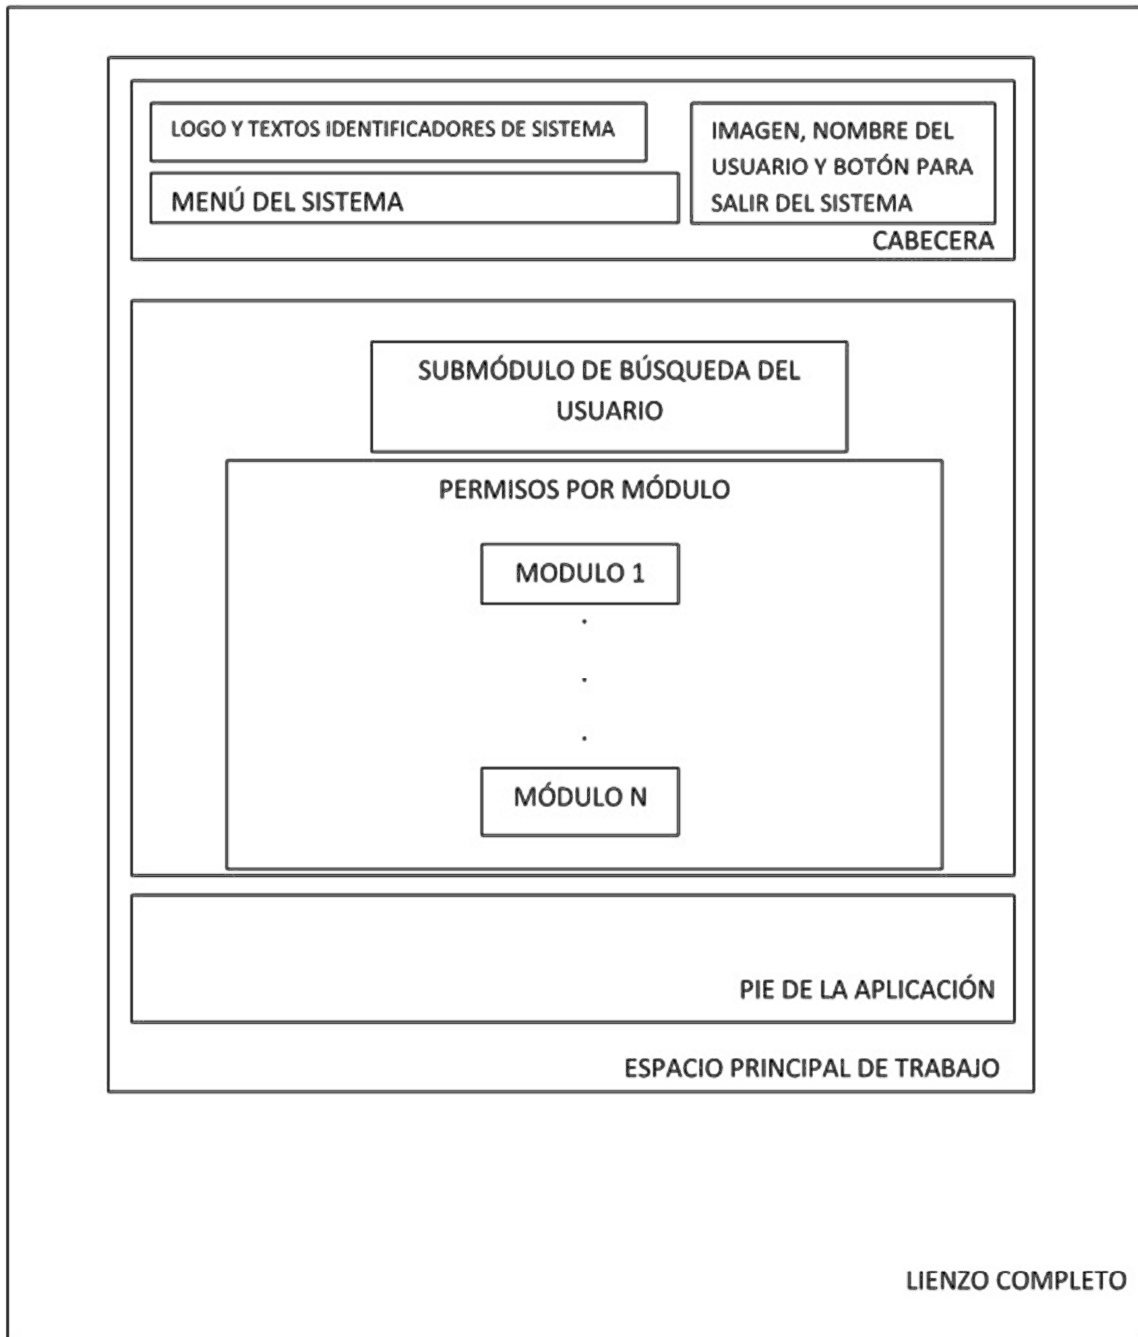 LOGO Y TEXTOS IDENTIFICADORES DE SISTEMA
MENÚ DEL SISTEMA
IMAGEN, NOMBRE DEL
USUARIO Y BOTÓN PARA
SALIR DEL SISTEMA
CABECERA
SUBMÓDULO DE BÚSQUEDA DEL
USUARIO
PERMISOS POR MÓDULO
MODULO 1
.
.
.
MÓDULO N
PIE DE LA APLICACIÓN
ESPACIO PRINCIPAL DE TRABAJO
LIENZO COMPLETO